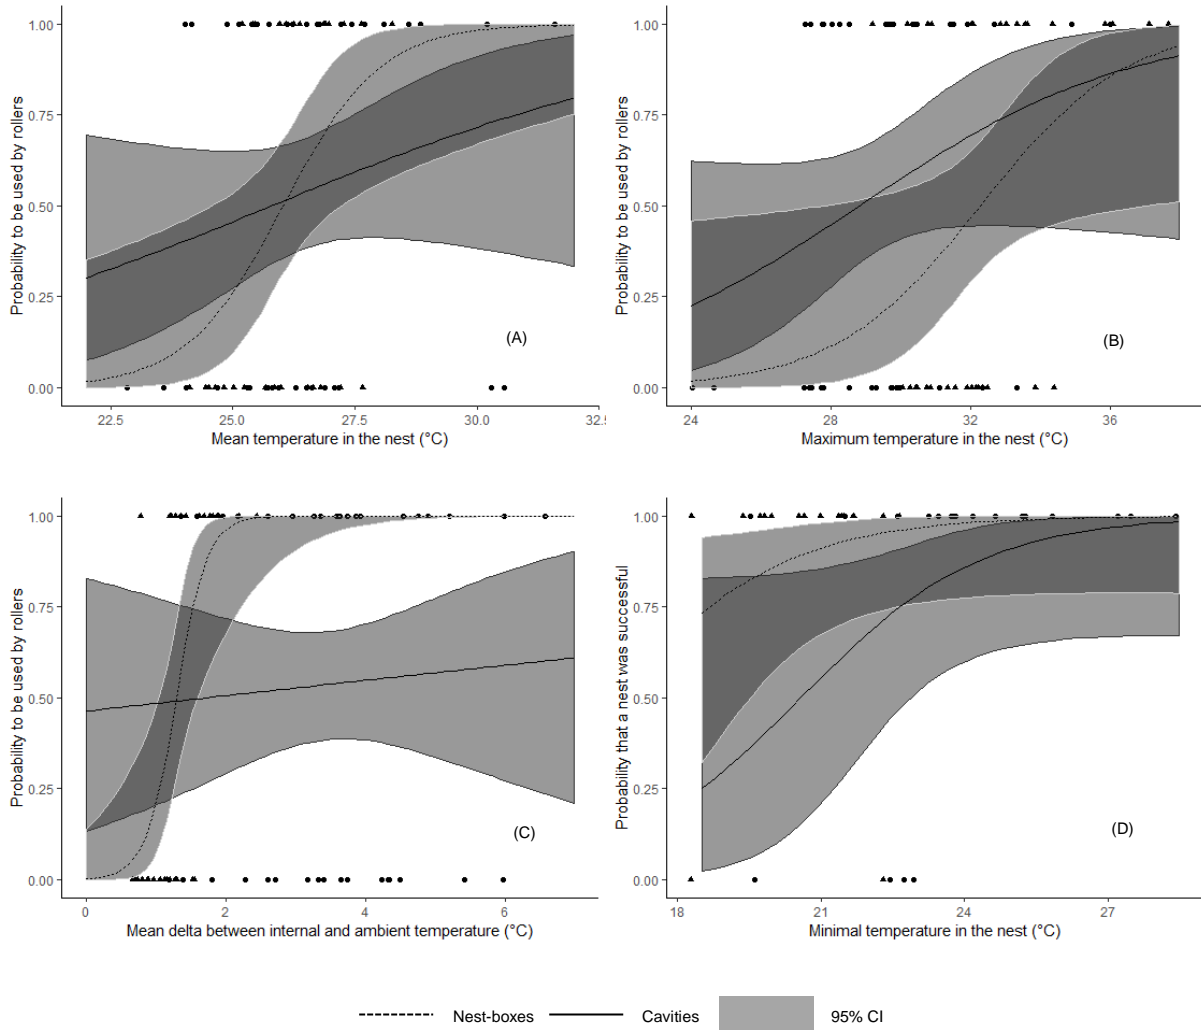 1.00
0.75
0.50
0.25
0.00
Probability to be used by rollers
(A)
22.5 25.0 27.5 30.0 32.5
Mean temperature in the nest (°C)
1.00
0.75
0.50
0.25
0.00
Probability to be used by rollers
(B)
24 28 32 36
Maximum temperature in the nest (°C)
1.00
0.75
0.50
0.25
0.00
Probability to be used by rollers
(C)
0 2 4 6
Mean delta between internal and ambient temperature (°C)
1.00
0.75
0.50
0.25
0.00
Probability that a nest was successful
(D)
18 21 24 27
Minimal temperature in the nest (°C)
Nest-boxes Cavities 95% CI